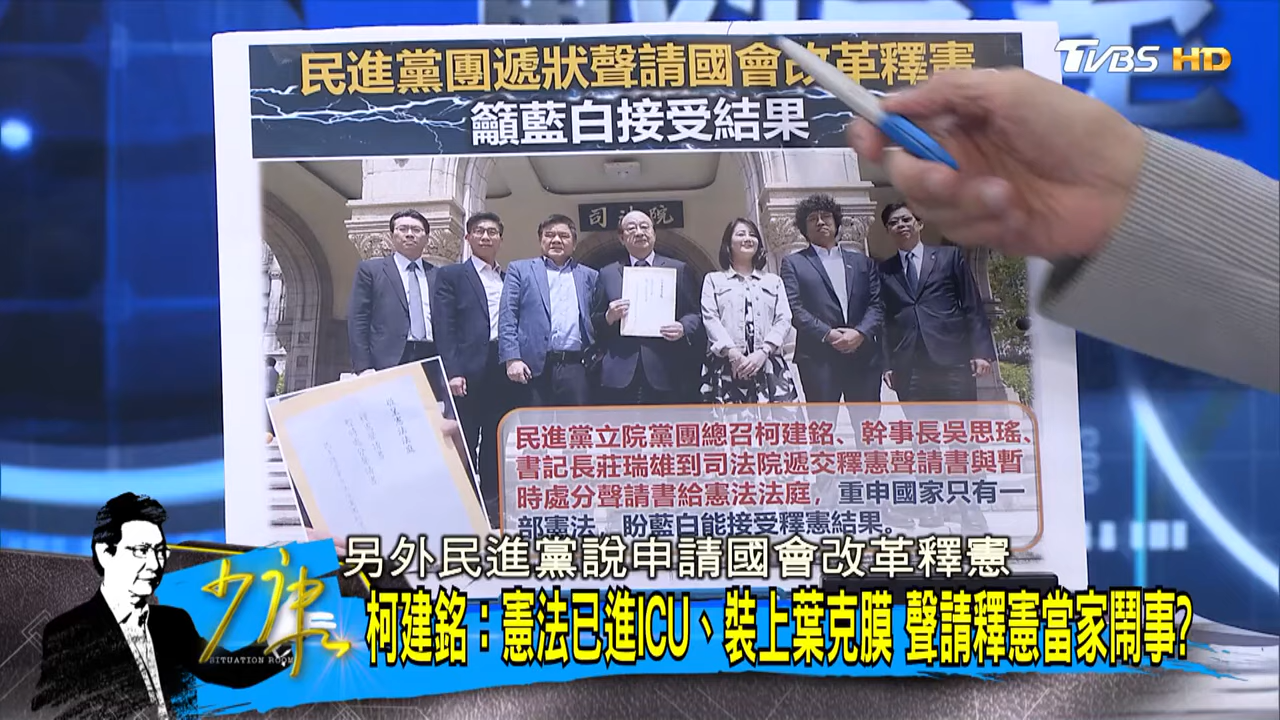 TVBS HD
民進黨團遞狀聲請國會改革釋憲
籲藍白接受結果
司法院
民進黨立院黨團總召柯建銘、幹事長吳思瑤、
書記長莊瑞雄到司法院遞交釋憲聲請書與暫
時處分聲請書給憲法法庭，重申國家只有一
部憲法，盼藍白能接受釋憲結果。
另外民進黨說申請國會改革釋憲
少康
SITUATION ROOM
柯建銘：憲法已進ICU、裝上葉克膜 聲請釋憲當家鬧事?